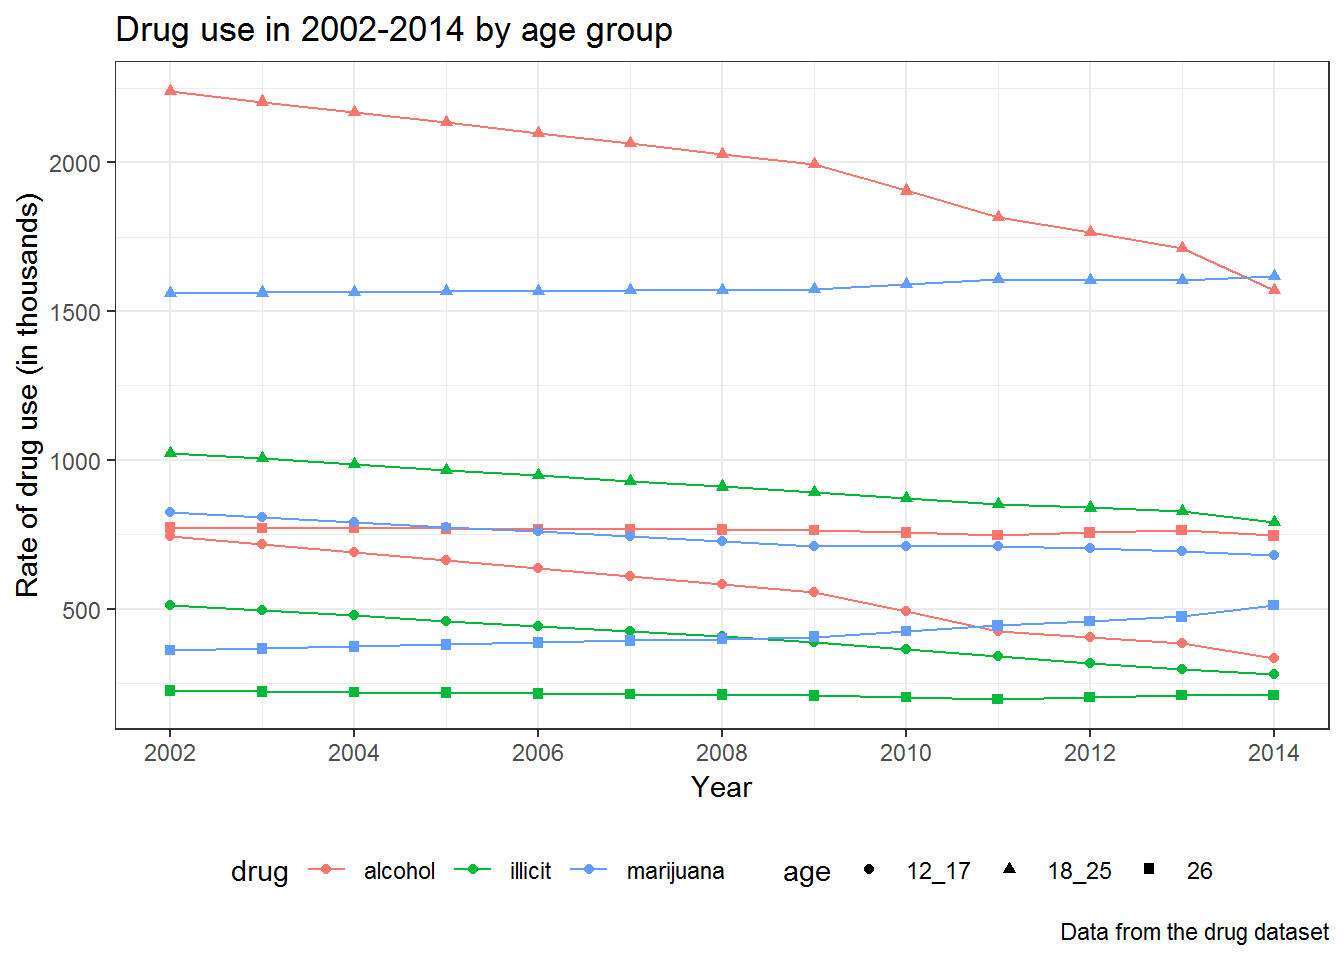 Drug use in 2002-2014 by age group
Rate of drug use (in thousands)
2000
1500
1000
500
2002 2004 2006 2008 2010 2012 2014
Year
drug alcohol illicit marijuana age 12_17 18_25 26
Data from the drug dataset